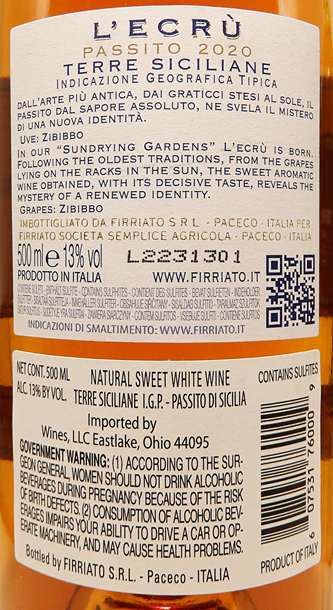 L'ECRÙ
PASSITO 2020
TERRE SICILIANE
INDICAZIONE GEOGRAFICA TIPICA
DALL'ARTE PIÙ ANTICA, DAI GRATICCI STESI AL SOLE, IL
PASSITO DAL SAPORE ASSOLUTO, NE SVELA IL MISTERO
DI UNA NUOVA IDENTITÀ.
UVE: ZIBIBBO
IN OUR "SUNDRYING GARDENS" L'ECRÙ IS BORN.
FOLLOWING THE OLDEST TRADITIONS, FROM THE GRAPES
LYING ON THE RACKS IN THE SUN, THE SWEET AROMATIC
WINE OBTAINED, WITH ITS DECISIVE TASTE, REVEALS THE
MYSTERY OF A RENEWED IDENTITY.
GRAPES: ZIBIBBO
IMBOTTIGLIATO DA FIRRIATO S R L - PACECO - ITALIA PER
FIRRIATO SOCIETÀ SEMPLICE AGRICOLA - PACECO - ITALIA
500 ml e 13% vol L2231301
PRODOTTO IN ITALIA WWW.FIRRIATO.IT
INDICAZIONI DI SMALTIMENTO: WWW.FIRRIATO.IT
NET CONT. 500 ML
ALC. 13% BY VOL.
NATURAL SWEET WHITE WINE
TERRE SICILIANE I.G.P. - PASSITO DI SICILIA
Imported by
Wines, LLC Eastlake, Ohio 44095
GOVERNMENT WARNING: (1) ACCORDING TO THE SUR-
GEON GENERAL, WOMEN SHOULD NOT DRINK ALCOHOLIC
BEVERAGES DURING PREGNANCY BECAUSE OF THE RISK
OF BIRTH DEFECTS. (2) CONSUMPTION OF ALCOHOLIC BEV-
ERAGES IMPAIRS YOUR ABILITY TO DRIVE A CAR OR OP-
ERATE MACHINERY, AND MAY CAUSE HEALTH PROBLEMS.
Bottled by FIRRIATO S.R.L. - Paceco - ITALIA
CONTAINS SULFITES
6 07531 76000 9
PRODUCT OF ITALY